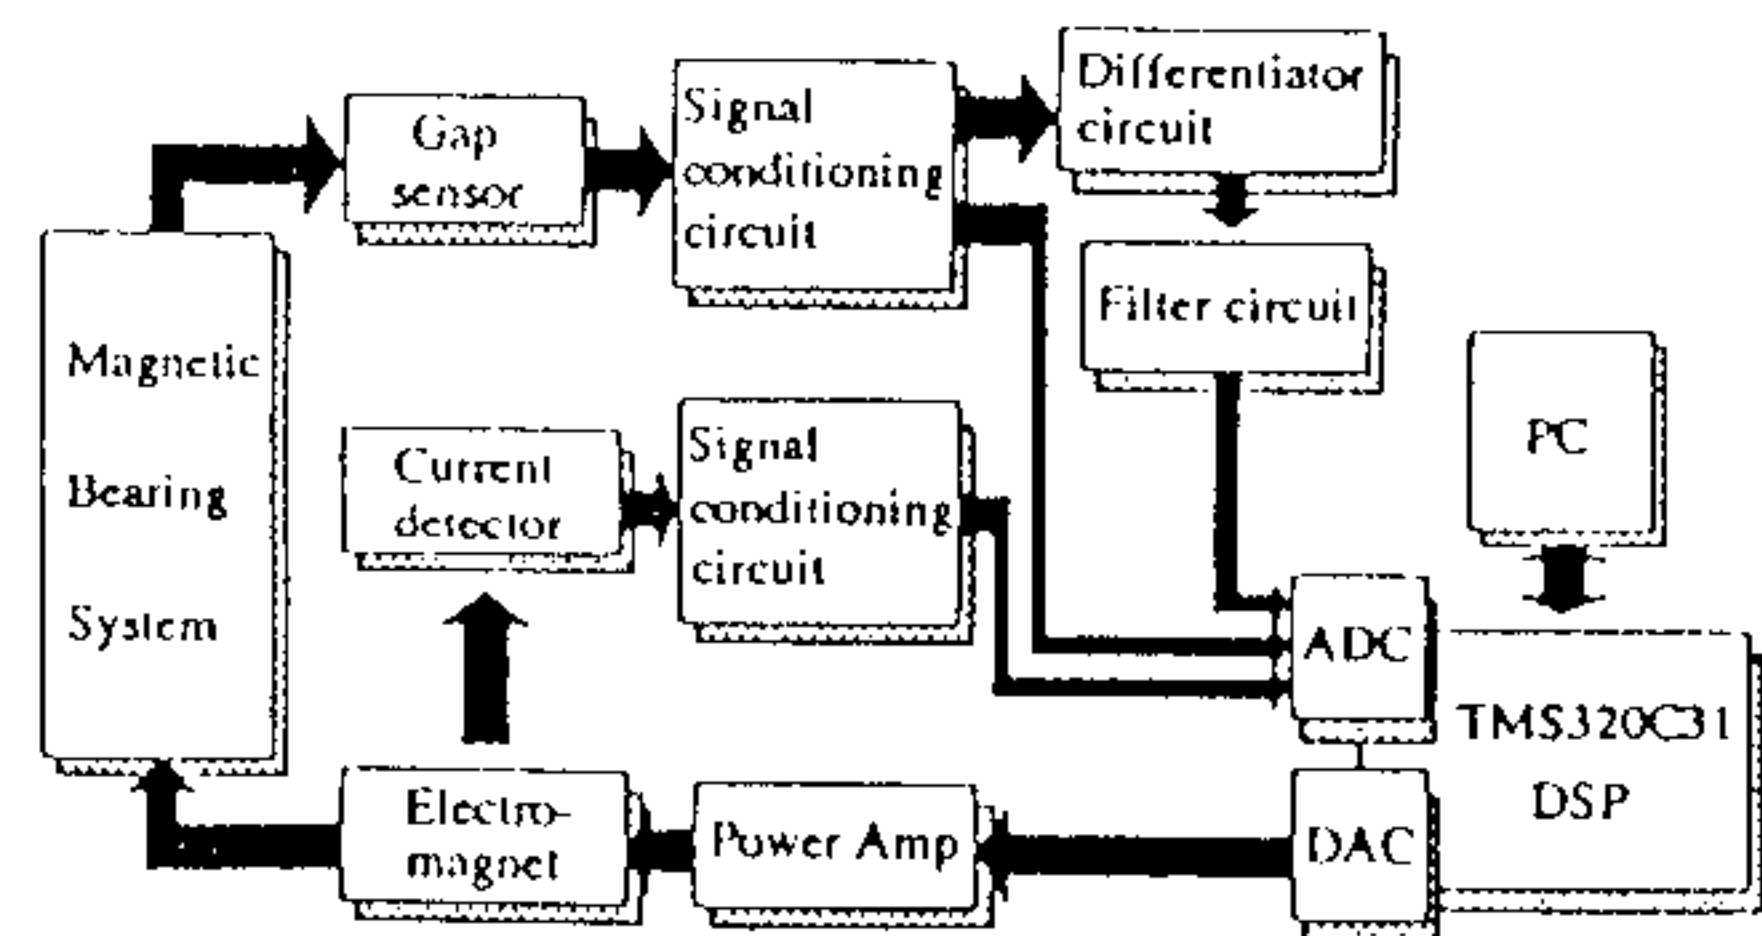 Gap
sensor
Signal
conditioning
circuit
Differentiator
circuit
Filter circuit
Magnetic
Bearing
System
Current
detector
Signal
conditioning
circuit
PC
ADC
TMS320C31
DSP
Electro-
magnet
Power Amp
DAC